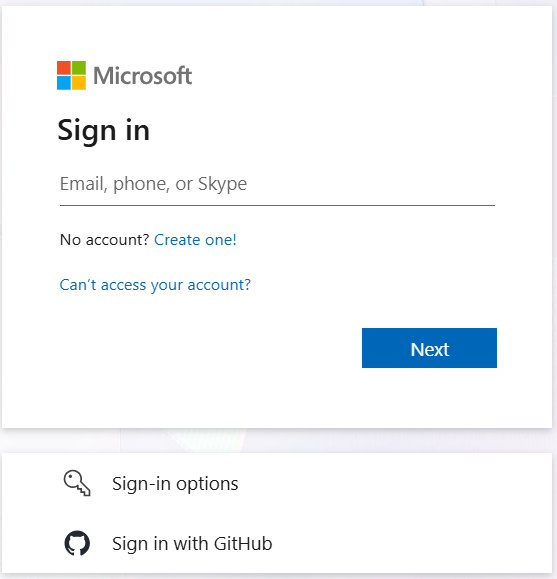 Microsoft
Sign in
Email, phone, or Skype
No account? Create one!
Can’t access your account?
Next
Sign-in options
Sign in with GitHub